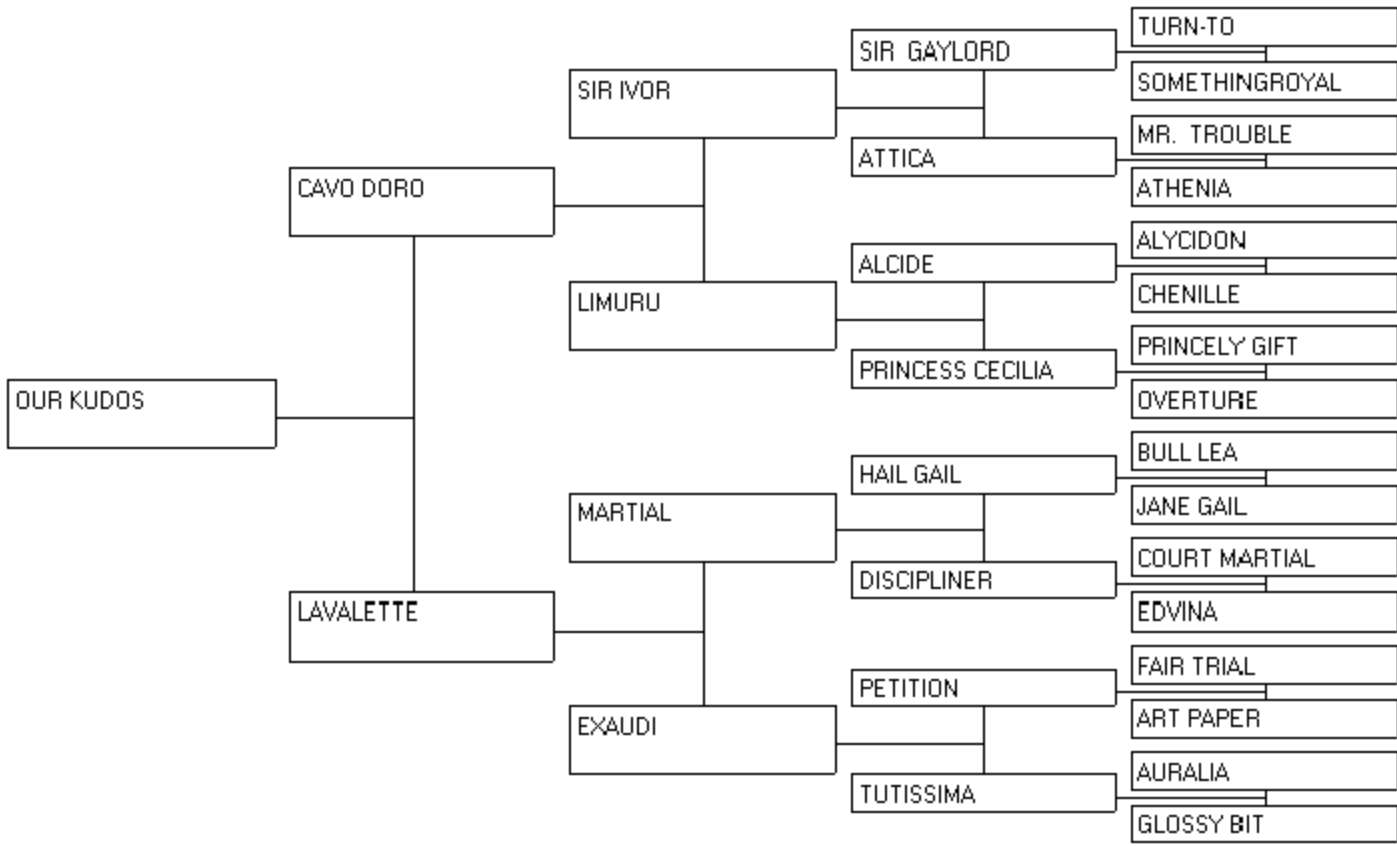 TURN-TO
SIR GAYLORD
SOMETHINGROYAL
SIR IVOR
MR. TROUBLE
ATTICA
ATHENIA
CAVO DORO
ALYCIDON
ALCIDE
CHENILLE
LIMURU
PRINCELY GIFT
PRINCESS CECILIA
OVERTURE
OUR KUDOS
BULL LEA
HAIL GAIL
JANE GAIL
MARTIAL
COURT MARTIAL
DISCIPLINER
EDVINA
LAVALETTE
FAIR TRIAL
PETITION
ART PAPER
EXAUDI
AURALIA
TUTISSIMA
GLOSSY BIT